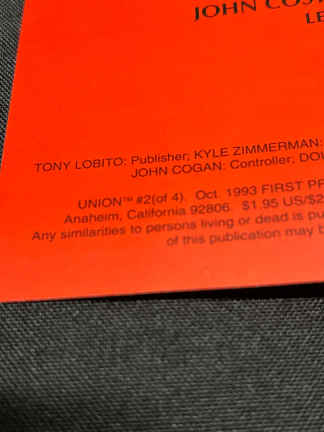 JOHN COST
LE
TONY LOBITO: Publisher; KYLE ZIMMERMAN:
JOHN COGAN: Controller, DO
UNION™ #2(of 4). Oct. 1993 FIRST PR
Anaheim, California 92806. $1.95 US/$2
Any similarities to persons living or dead is pu
of this publication may b